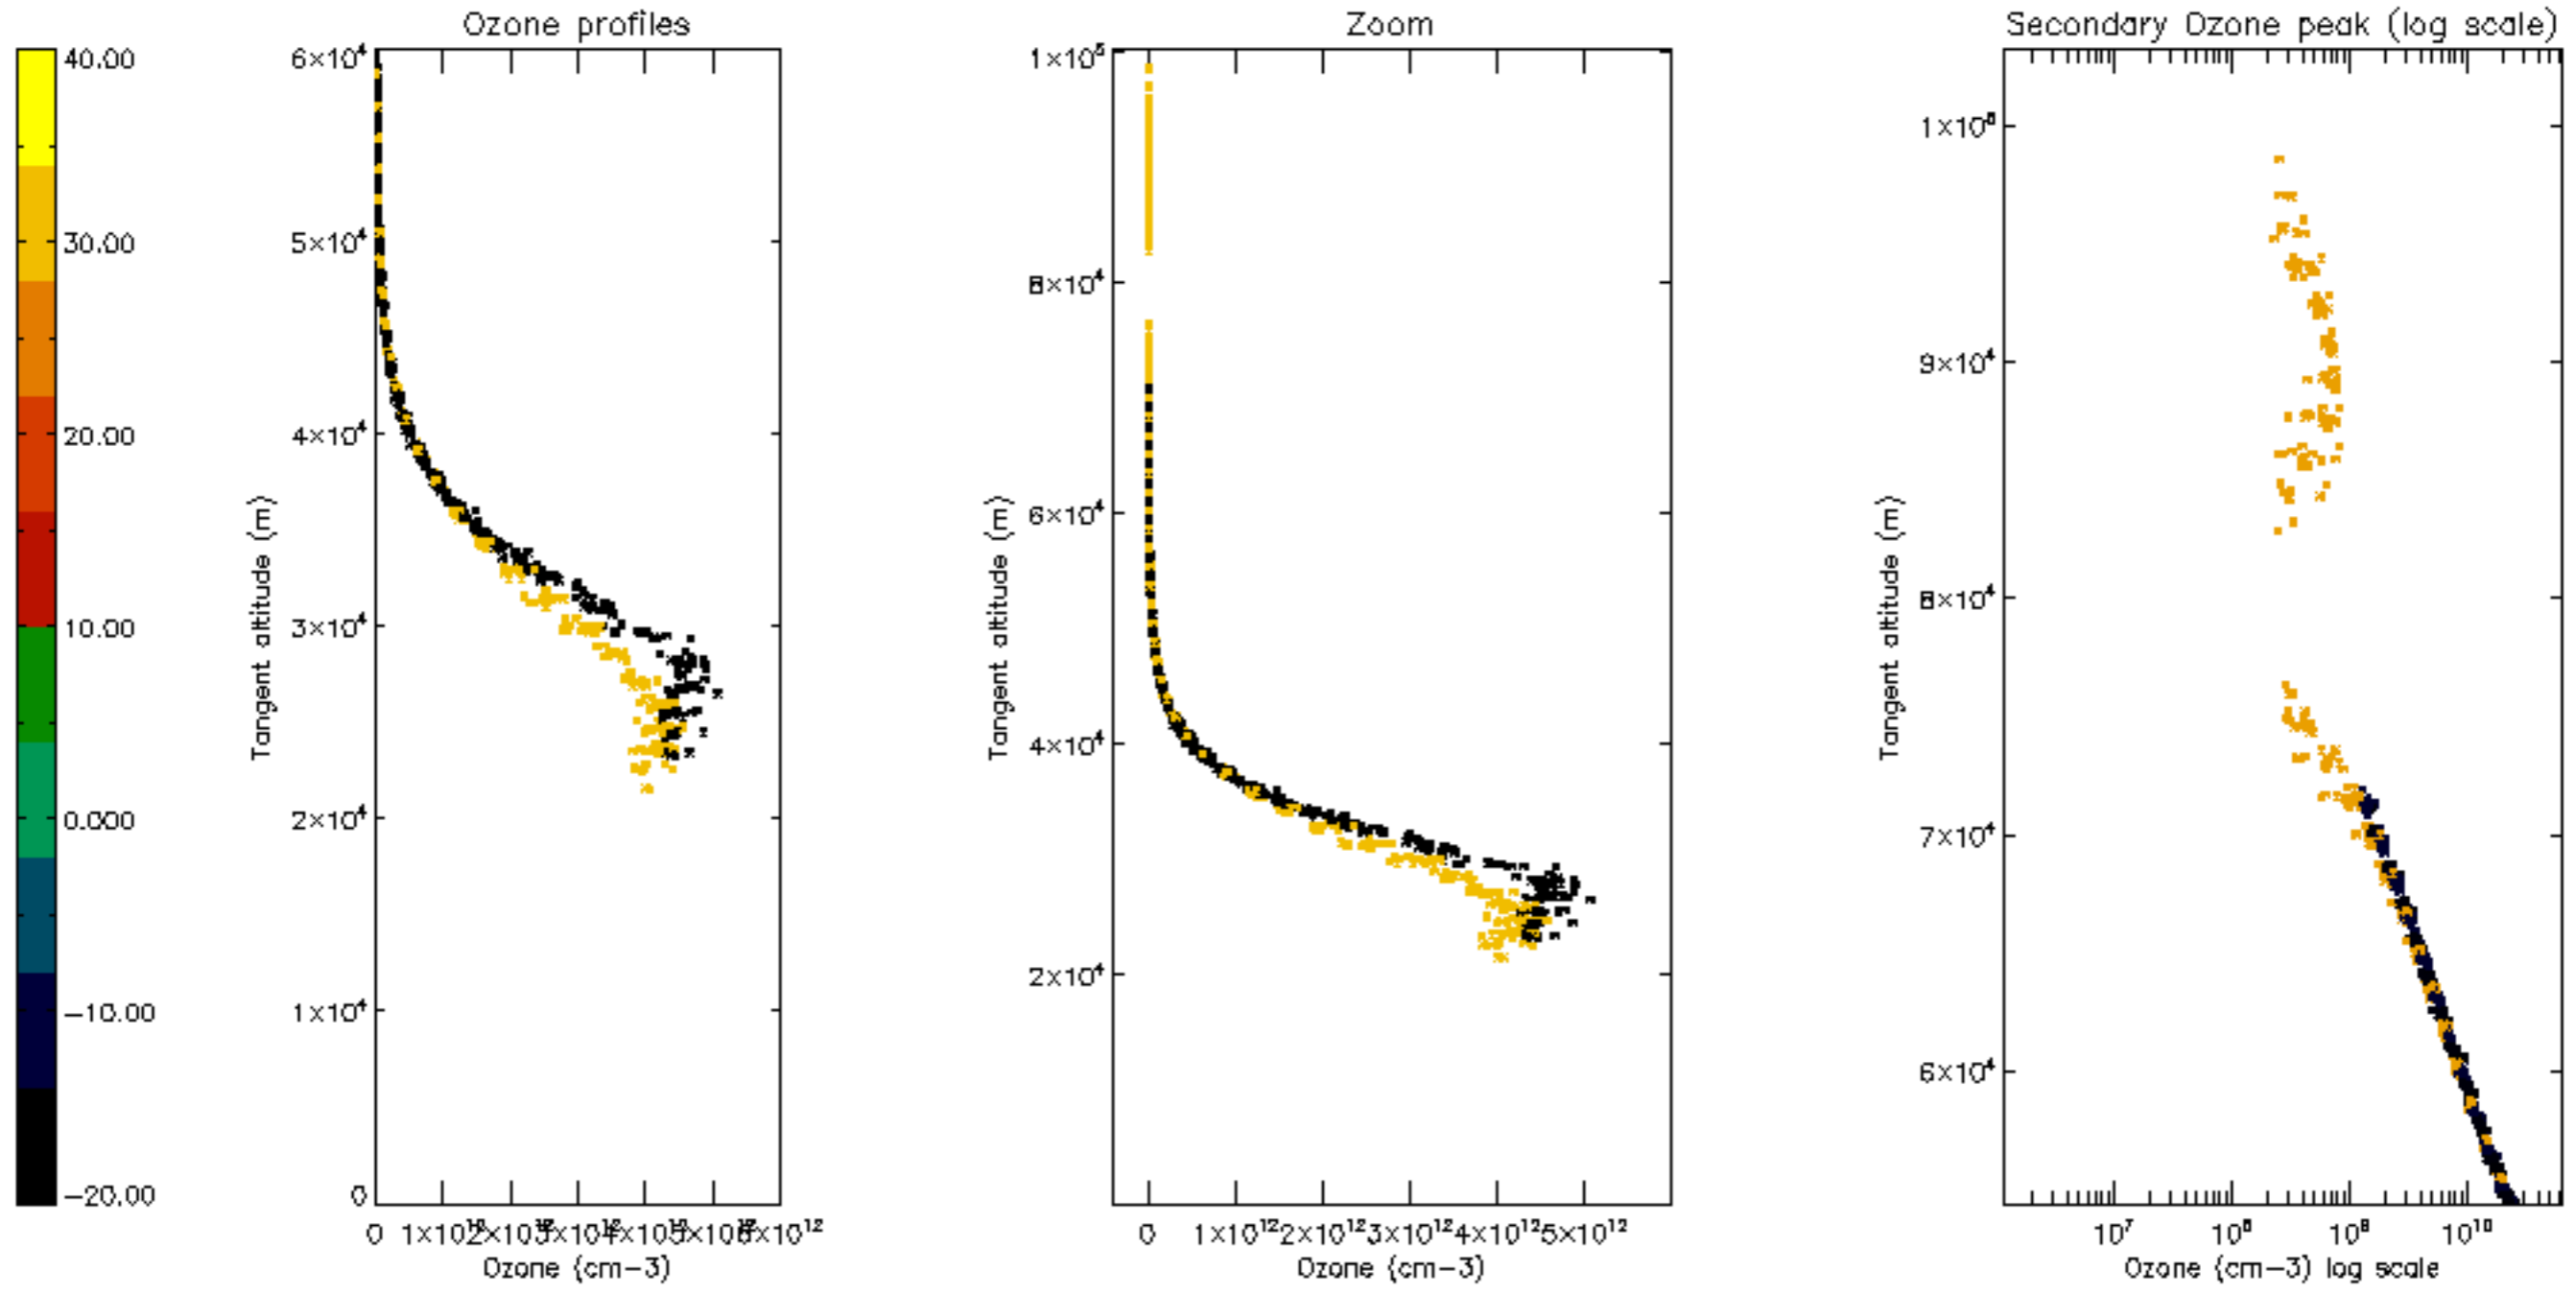 Ozone profiles
Zoom
Secondary Ozone peak (log scale)
40.00
30.00
20.00
10.00
0.000
−10.00
−20.00
6×10⁴
5×10⁴
4×10⁴
3×10⁴
2×10⁴
1×10⁴
0
Tangent altitude (m)
0
Ozone (cm−3)
1×10⁵
8×10⁴
6×10⁴
4×10⁴
2×10⁴
Tangent altitude (m)
0 1×10¹² 2×10¹² 3×10¹² 4×10¹² 5×10¹²
Ozone (cm−3)
1×10⁵
9×10⁴
8×10⁴
7×10⁴
6×10⁴
Tangent altitude (m)
10⁷ 10⁸ 10⁹ 10¹⁰
Ozone (cm−3) log scale